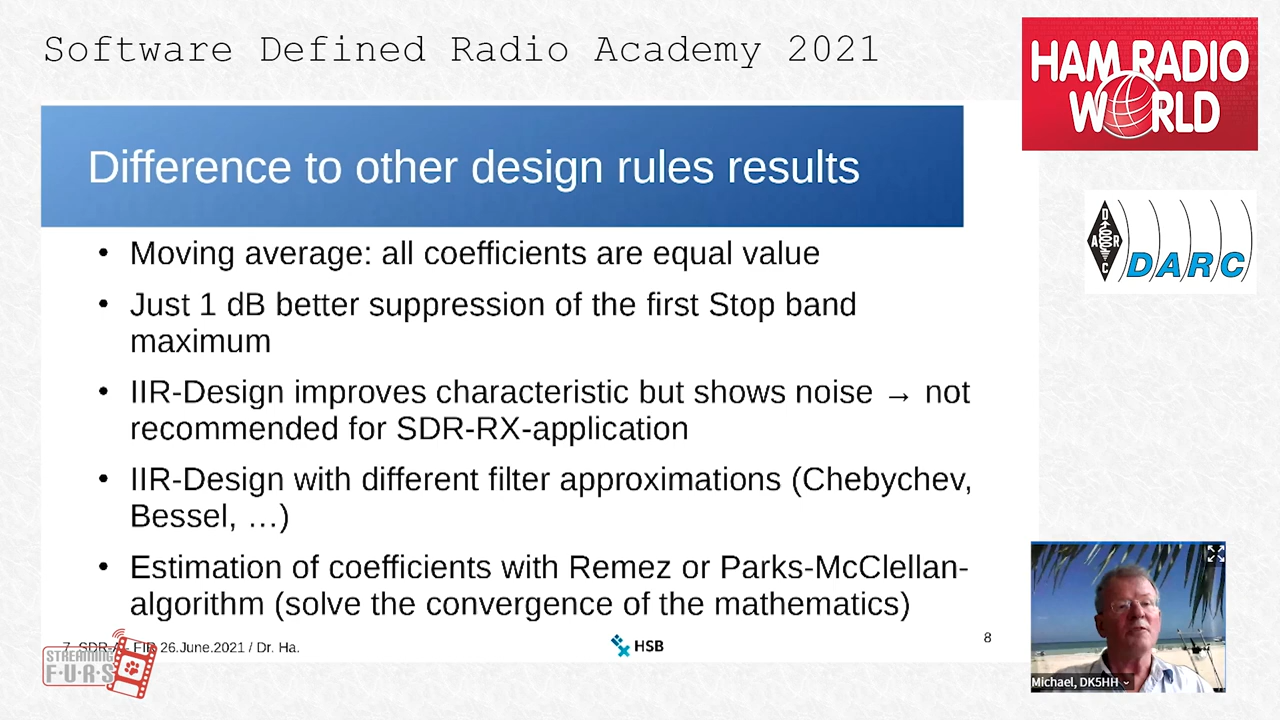 Software Defined Radio Academy 2021
HAM RADIO
WORLD
Difference to other design rules results
D
A R
C
DARC
• Moving average: all coefficients are equal value
• Just 1 dB better suppression of the first Stop band
maximum
• IIR-Design improves characteristic but shows noise → not
recommended for SDR-RX-application
• IIR-Design with different filter approximations (Chebychev,
Bessel, …)
• Estimation of coefficients with Remez or Parks-McClellan-
algorithm (solve the convergence of the mathematics)
7. SDR-A- FIR 26.June.2021 / Dr. Ha.
HSB
8
STREAMING
F·U·R·S
Michael, DK5HH